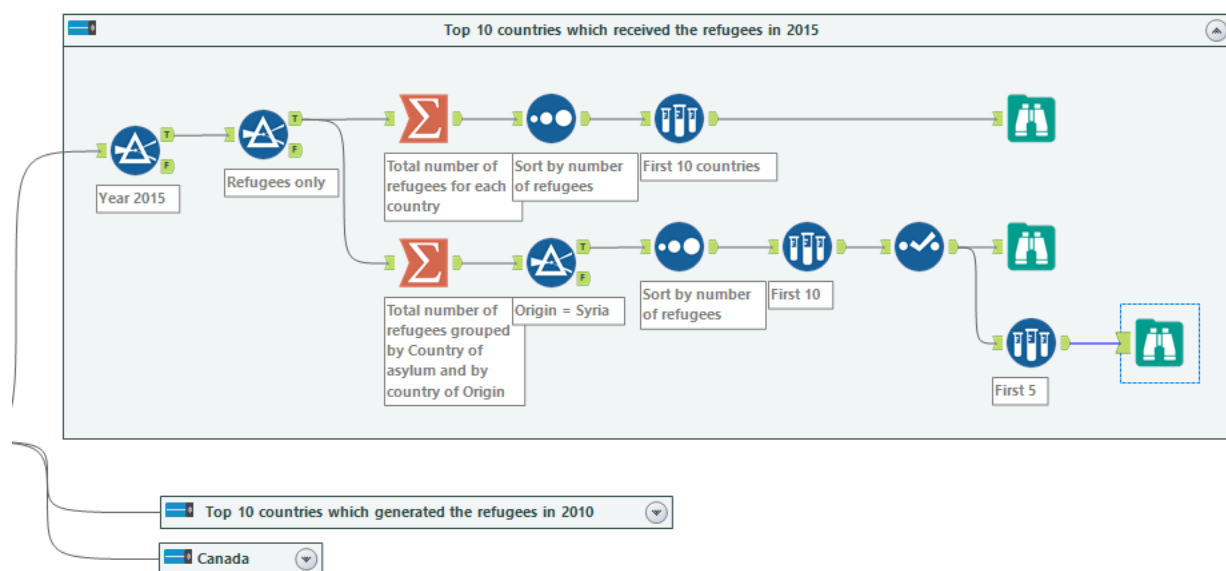 Top 10 countries which received the refugees in 2015
T
F
Year 2015
T
F
Refugees only
Total number of
refugees for each
country
Sort by number
of refugees
First 10 countries
Total number of
refugees grouped
by Country of
asylum and by
country of Origin
T
F
Origin = Syria
Sort by number
of refugees
First 10
First 5
Top 10 countries which generated the refugees in 2010
Canada